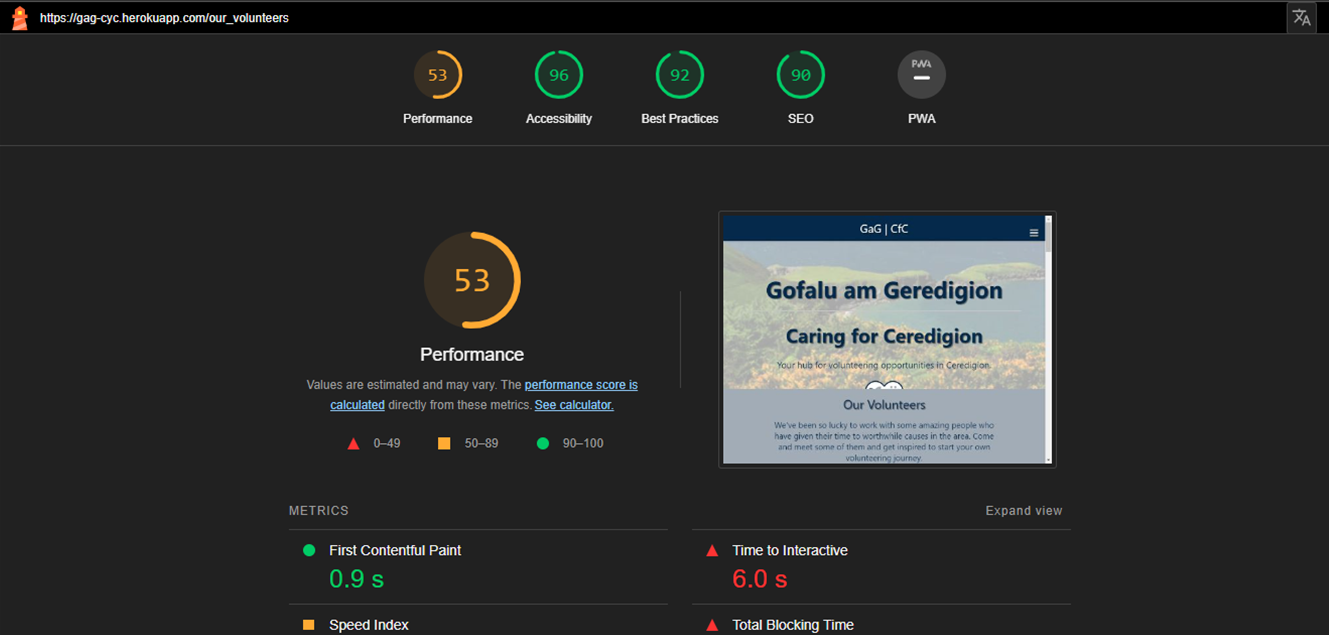 https://gag-cyc.herokuapp.com/our_volunteers
53 96 92 90 PWA
Performance Accessibility Best Practices SEO PWA
53
Performance
Values are estimated and may vary. The performance score is
calculated directly from these metrics. See calculator.
0–49 50–89 90–100
GaG | CfC
Gofalu am Geredigion
Caring for Ceredigion
Your hub for volunteering opportunities in Ceredigion.
Our Volunteers
We've been so lucky to work with some amazing people who
have given their time to worthwhile causes in the area. Come
and meet some of them and get inspired to start your own
volunteering journey.
METRICS Expand view
First Contentful Paint
0.9 s
Time to Interactive
6.0 s
Speed Index
Total Blocking Time